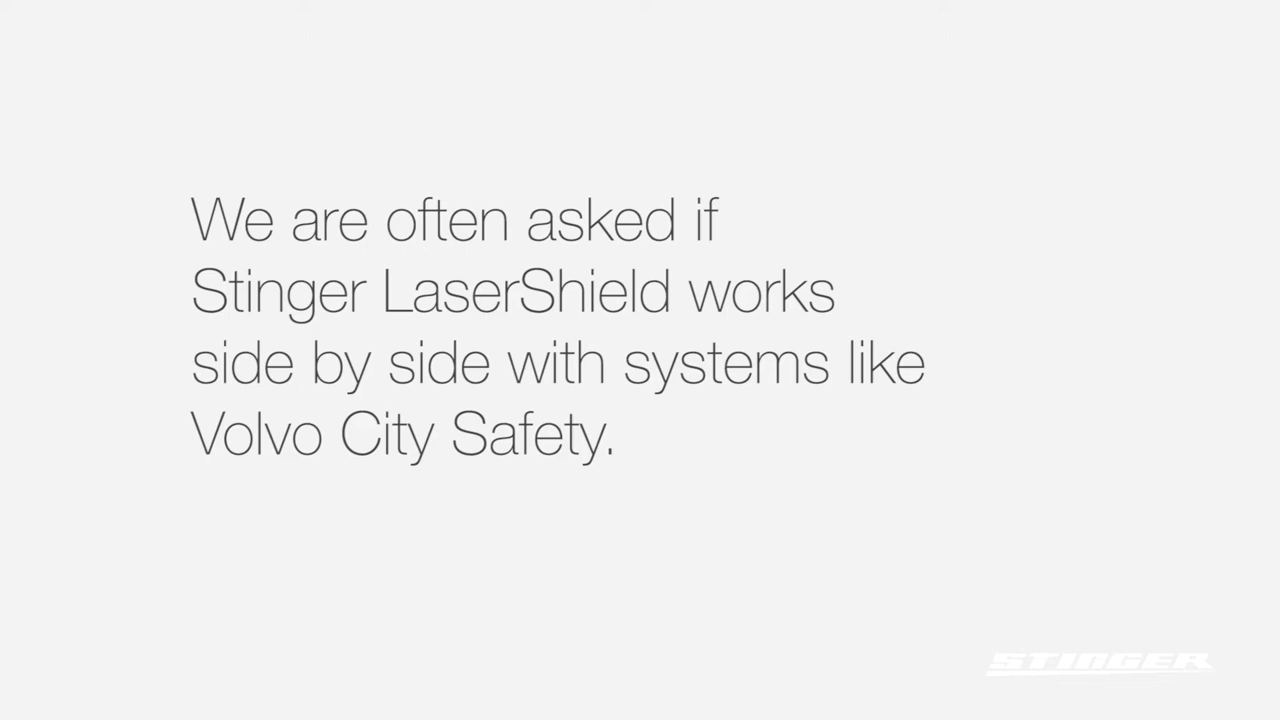 We are often asked if
Stinger LaserShield works
side by side with systems like
Volvo City Safety.
STINGER